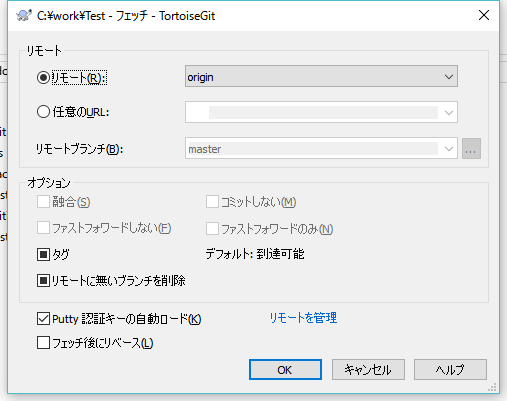 C:¥work¥Test - フェッチ - TortoiseGit
リモート
リモート(R):
origin
任意のURL:
リモートブランチ(B):
master
...
オプション
融合(S)
コミットしない(M)
ファストフォワードしない(F)
ファストフォワードのみ(N)
タグ
デフォルト: 到達可能
リモートに無いブランチを削除
Putty 認証キーの自動ロード(K)
リモートを管理
フェッチ後にリベース(L)
OK
キャンセル
ヘルプ